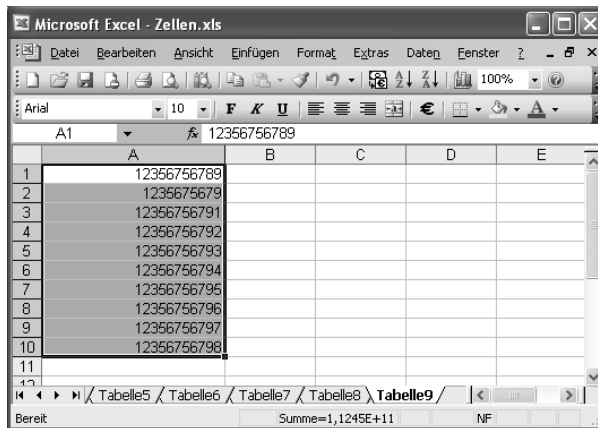 Microsoft Excel - Zellen.xls
Datei Bearbeiten Ansicht Einfügen Format Extras Daten Fenster ?
100%
Arial 10 F K U €
A1 fx 12356756789
A B C D E
1 12356756789
2 1235675679
3 12356756791
4 12356756792
5 12356756793
6 12356756794
7 12356756795
8 12356756796
9 12356756797
10 12356756798
11
Tabelle5 Tabelle6 Tabelle7 Tabelle8 Tabelle9
Bereit Summe=1,1245E+11 NF